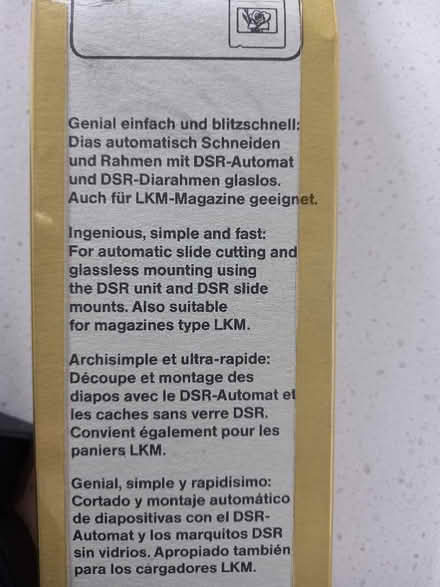 Genial einfach und blitzschnell:
Dias automatisch Schneiden
und Rahmen mit DSR-Automat
und DSR-Diarahmen glaslos.
Auch für LKM-Magazine geeignet.
Ingenious, simple and fast:
For automatic slide cutting and
glassless mounting using
the DSR unit and DSR slide
mounts. Also suitable
for magazines type LKM.
Archisimple et ultra-rapide:
Découpe et montage des
diapos avec le DSR-Automat et
les caches sans verre DSR.
Convient également pour les
paniers LKM.
Genial, simple y rapidisimo:
Cortado y montaje automático
de diapositivas con el DSR-
Automat y los marquitos DSR
sin vidrios. Apropiado también
para los cargadores LKM.